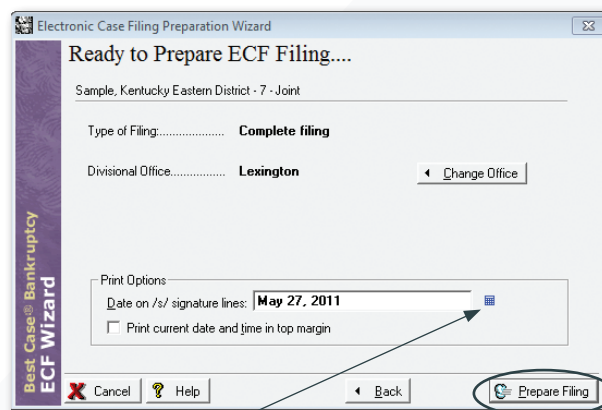 Electronic Case Filing Preparation Wizard
Ready to Prepare ECF Filing....
Sample, Kentucky Eastern District - 7 - Joint
Type of Filing:.................... Complete filing
Divisional Office................. Lexington
Change Office
Print Options
Date on /s/ signature lines: May 27, 2011
Print current date and time in top margin
Best Case® Bankruptcy
ECF Wizard
Cancel Help Back Prepare Filing